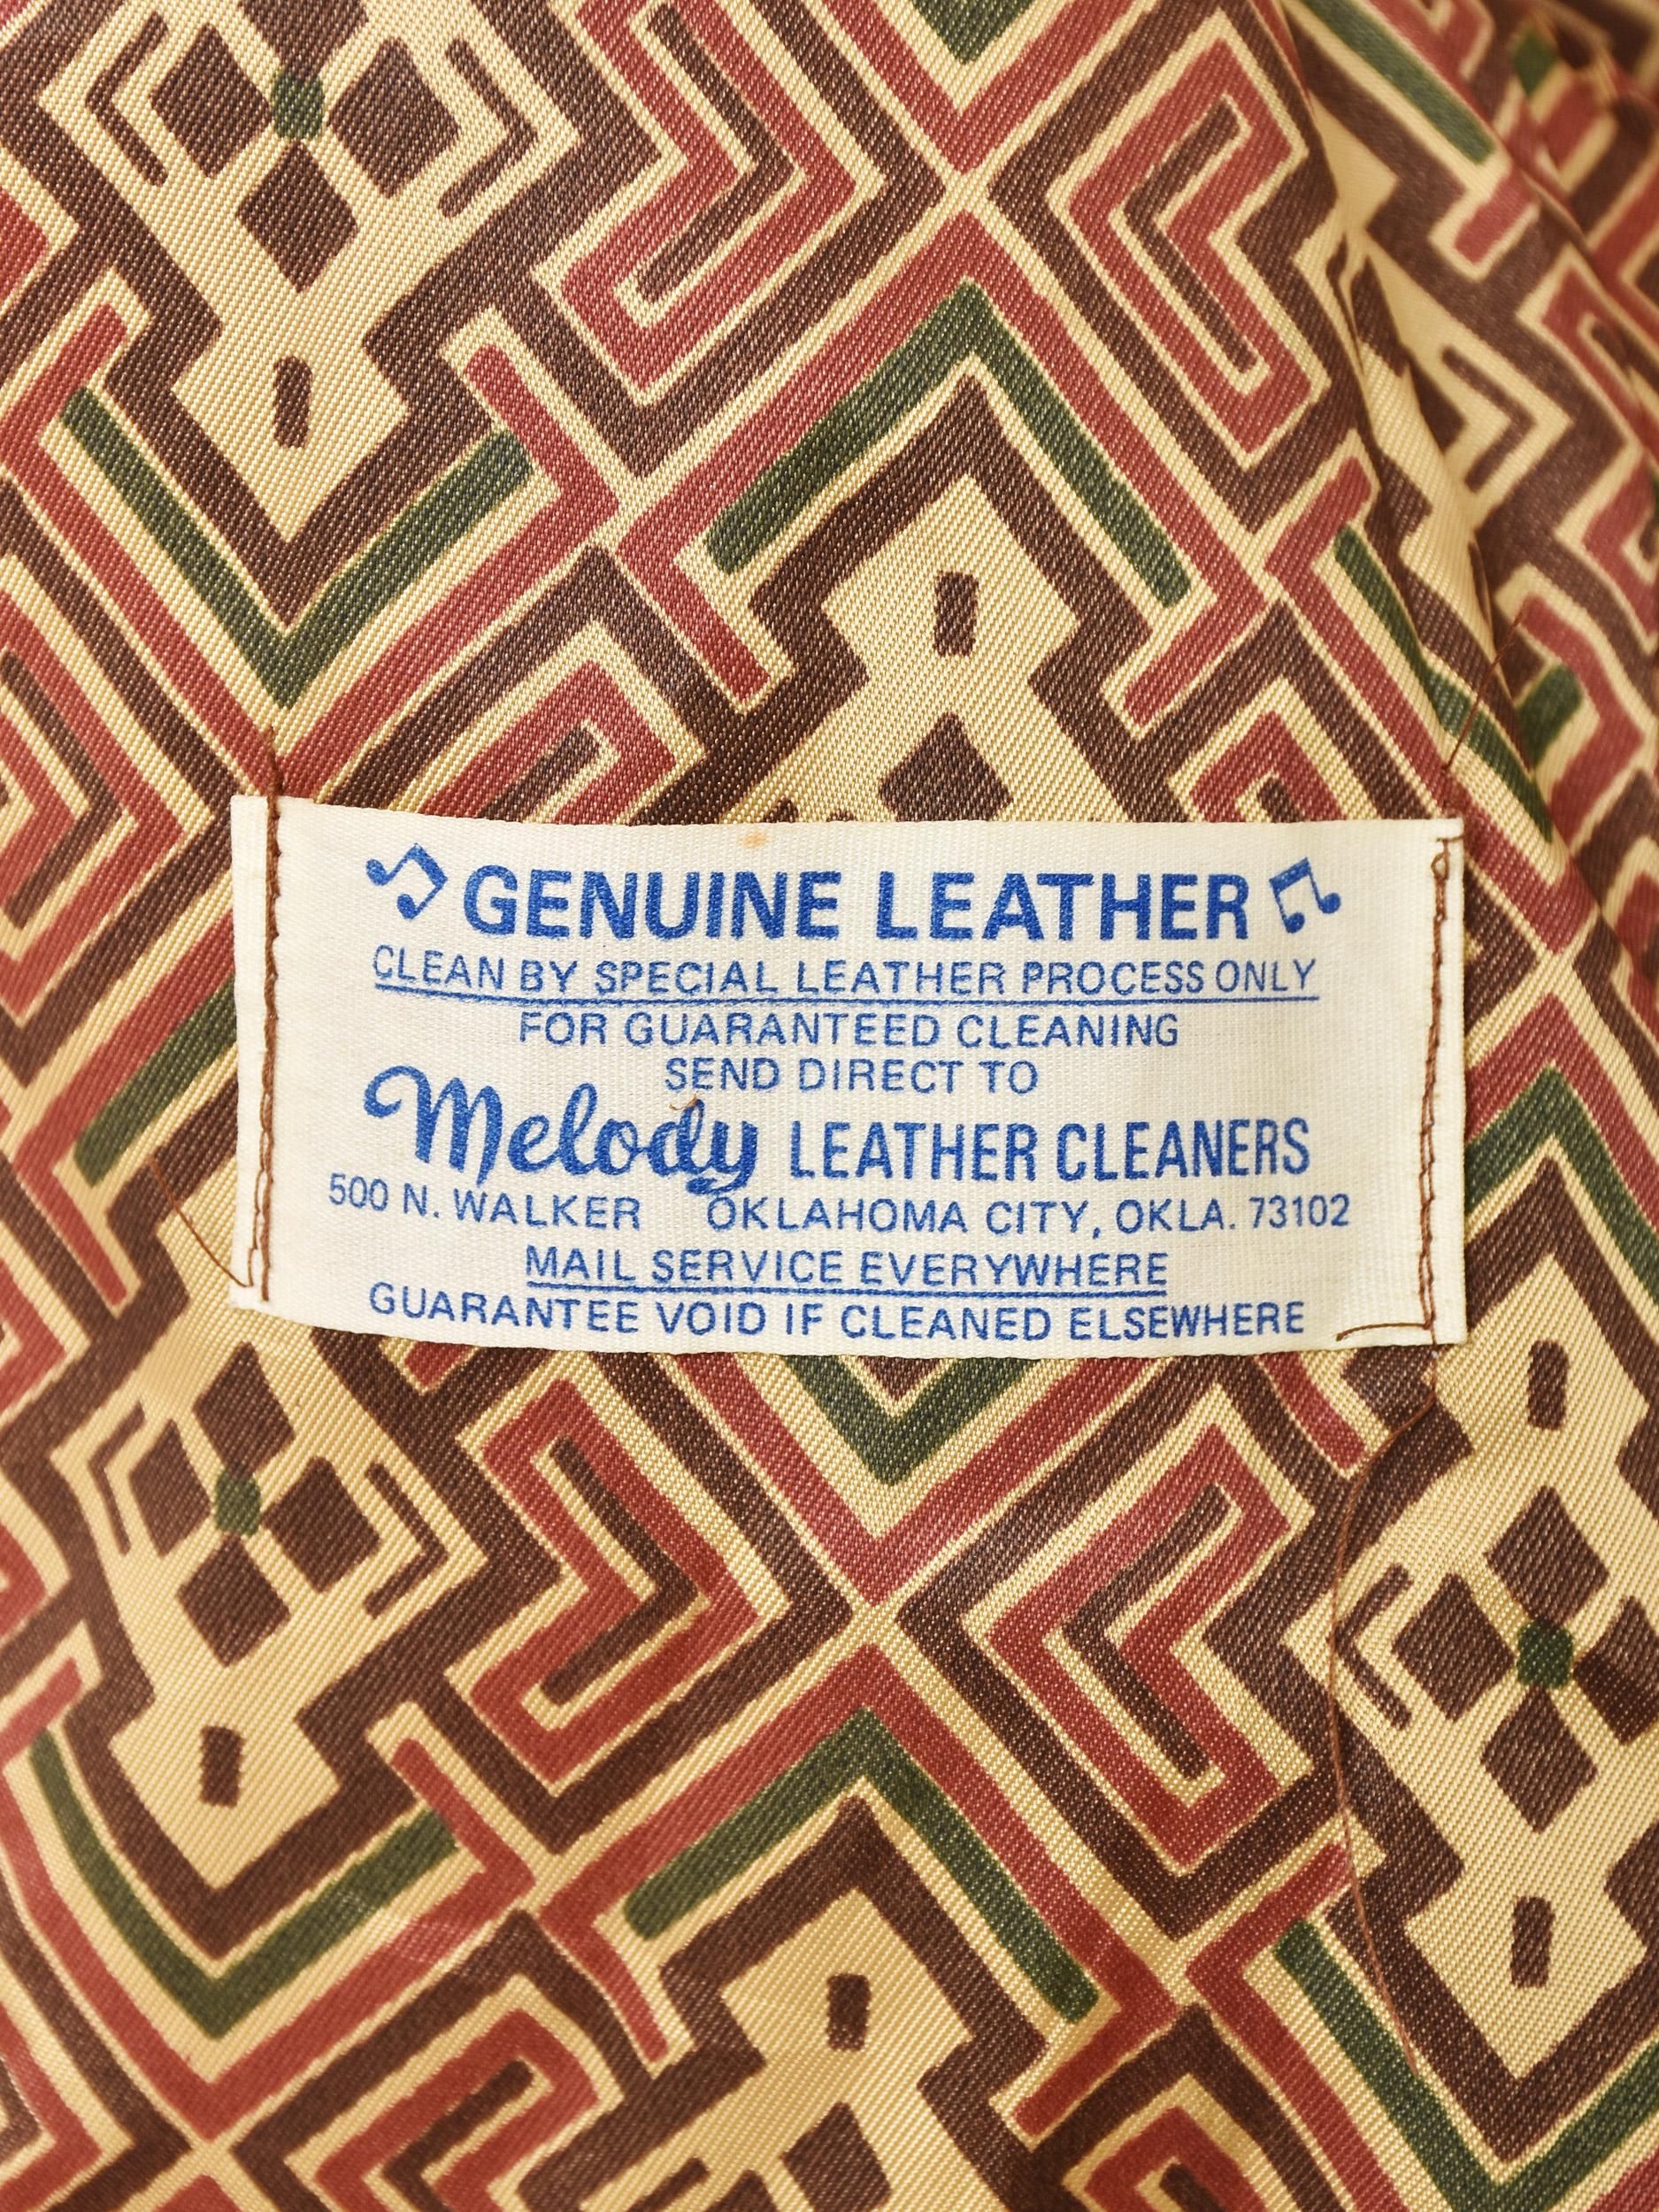 GENUINE LEATHER
CLEAN BY SPECIAL LEATHER PROCESS ONLY
FOR GUARANTEED CLEANING
SEND DIRECT TO
Melody LEATHER CLEANERS
500 N. WALKER OKLAHOMA CITY, OKLA. 73102
MAIL SERVICE EVERYWHERE
GUARANTEE VOID IF CLEANED ELSEWHERE